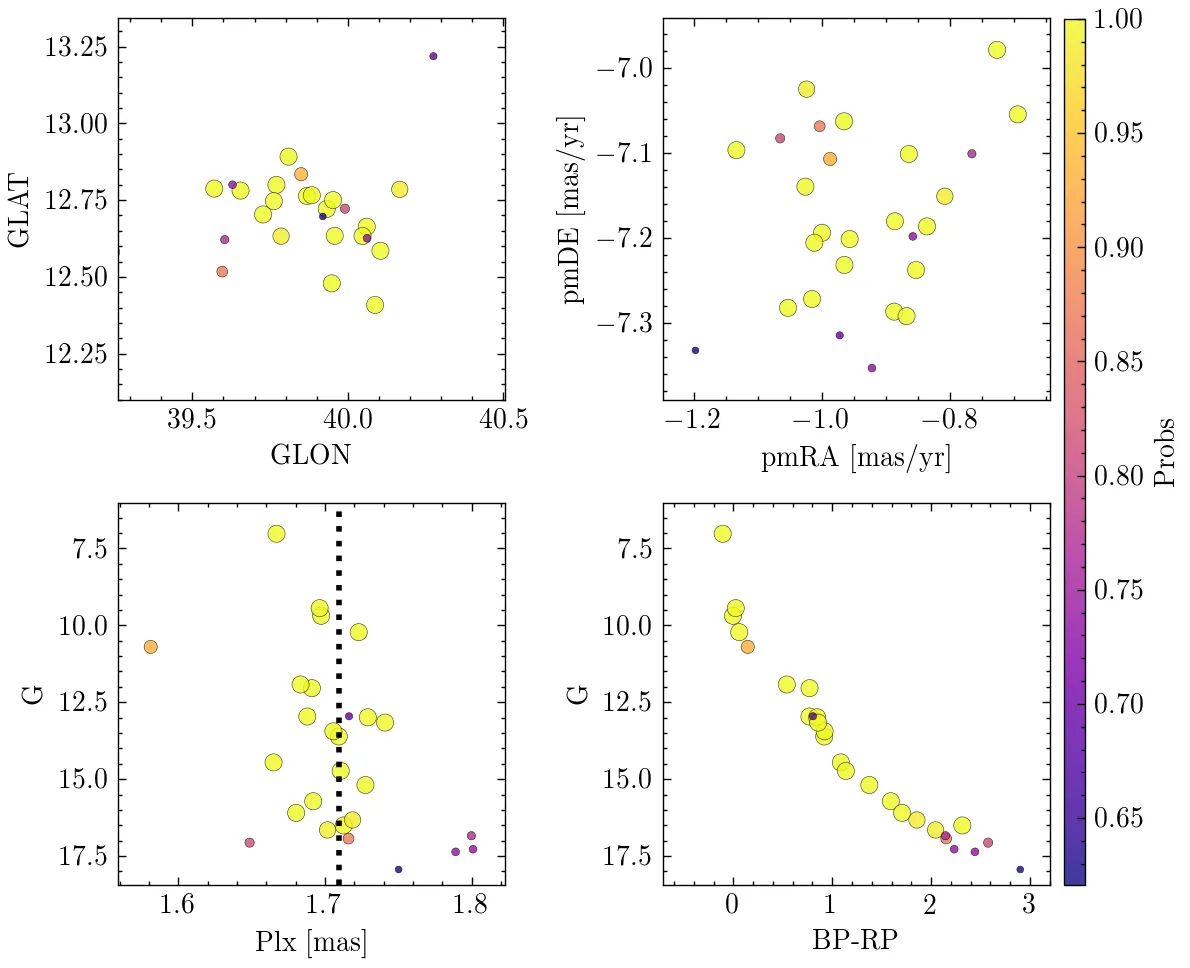 13.25
13.00
12.75
12.50
12.25
GLAT
39.5 40.0 40.5
GLON
−7.0
−7.1
−7.2
−7.3
pmDE [mas/yr]
−1.2 −1.0 −0.8
pmRA [mas/yr]
1.00
0.95
0.90
0.85
0.80
0.75
0.70
0.65
Probs
7.5
10.0
12.5
15.0
17.5
G
1.6 1.7 1.8
Plx [mas]
7.5
10.0
12.5
15.0
17.5
G
0 1 2 3
BP-RP